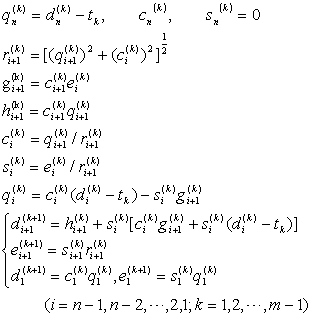 q_n^{(k)} = d_n^{(k)} - t_k, c_n^{(k)}, s_n^{(k)} = 0
r_{i+1}^{(k)} = [(q_{i+1}^{(k)})^2 + (c_i^{(k)})^2]^{\frac{1}{2}}
g_{i+1}^{(k)} = c_{i+1}^{(k)} e_i^{(k)}
h_{i+1}^{(k)} = c_{i+1}^{(k)} q_{i+1}^{(k)}
c_i^{(k)} = q_{i+1}^{(k)} / r_{i+1}^{(k)}
s_i^{(k)} = e_i^{(k)} / r_{i+1}^{(k)}
q_i^{(k)} = c_i^{(k)} (d_i^{(k)} - t_k) - s_i^{(k)} g_{i+1}^{(k)}
d_{i+1}^{(k+1)} = h_{i+1}^{(k)} + s_i^{(k)} [c_i^{(k)} g_{i+1}^{(k)} + s_i^{(k)} (d_i^{(k)} - t_k)]
e_{i+1}^{(k+1)} = s_{i+1}^{(k)} r_{i+1}^{(k)}
d_1^{(k+1)} = c_1^{(k)} q_1^{(k)}, e_1^{(k+1)} = s_1^{(k)} q_1^{(k)}
(i = n-1, n-2, ⋯, 2,1; k = 1,2, ⋯, m-1)